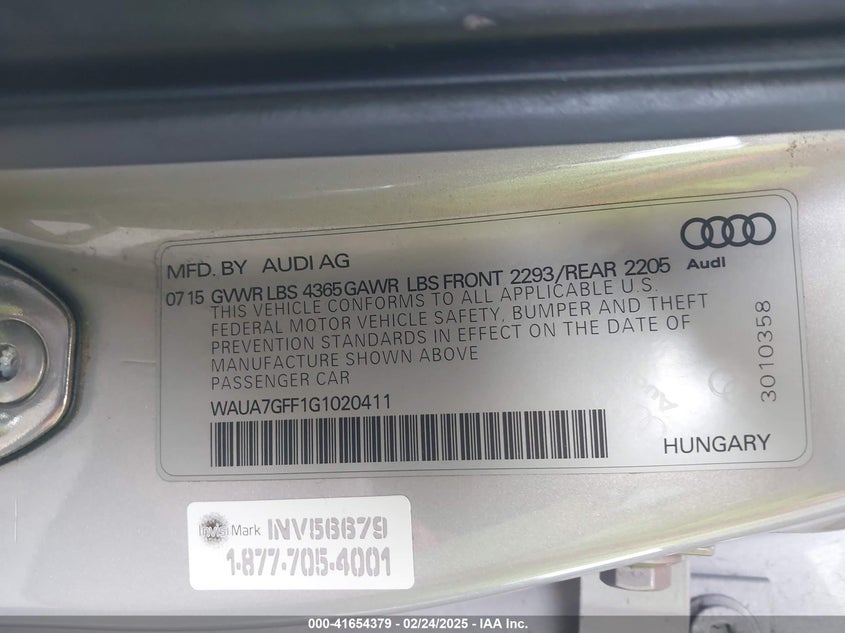 Audi
MFD. BY AUDI AG
07 15 GVWR LBS 4365 GAWR LBS FRONT 2293/REAR 2205
THIS VEHICLE CONFORMS TO ALL APPLICABLE U.S.
FEDERAL MOTOR VEHICLE SAFETY, BUMPER AND THEFT
PREVENTION STANDARDS IN EFFECT ON THE DATE OF
MANUFACTURE SHOWN ABOVE
PASSENGER CAR
WAUA7GFF1G1020411
3010358
HUNGARY
Mark INV56679
1-877-705-4001
000-41654379 - 02/24/2025 - IAA Inc.